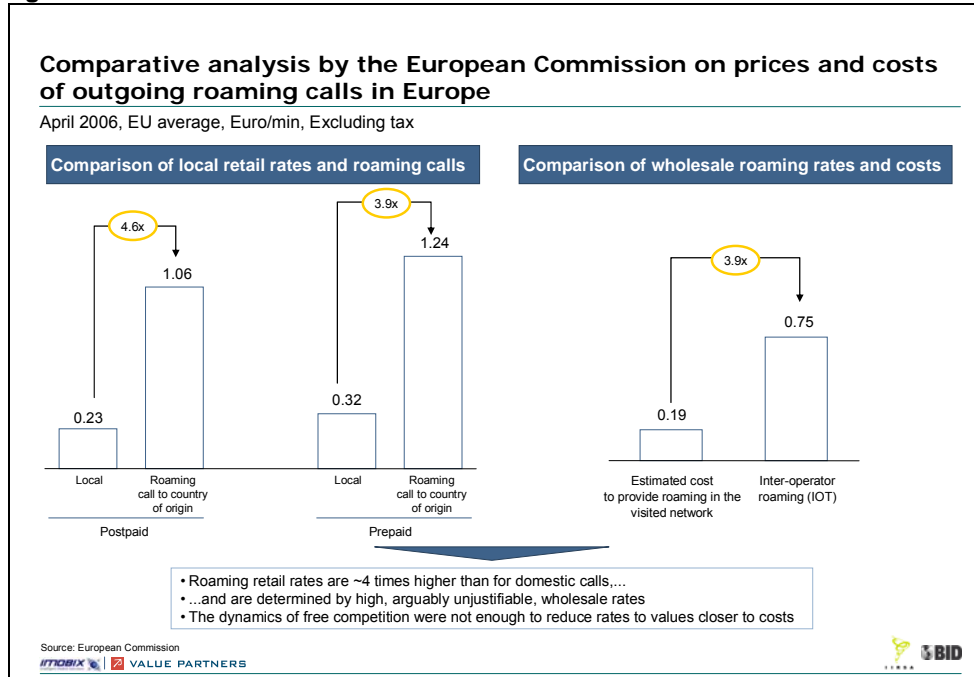 Comparative analysis by the European Commission on prices and costs
of outgoing roaming calls in Europe
April 2006, EU average, Euro/min, Excluding tax
Comparison of local retail rates and roaming calls
Comparison of wholesale roaming rates and costs
4.6x
3.9x
3.9x
0.23
1.06
0.32
1.24
0.19
0.75
Local
Roaming
call to country
of origin
Local
Roaming
call to country
of origin
Estimated cost
to provide roaming in the
visited network
Inter-operator
roaming (IOT)
Postpaid
Prepaid
• Roaming retail rates are ~4 times higher than for domestic calls,...
• ...and are determined by high, arguably unjustifiable, wholesale rates
• The dynamics of free competition were not enough to reduce rates to values closer to costs
Source: European Commission
imobix
VALUE PARTNERS
BID